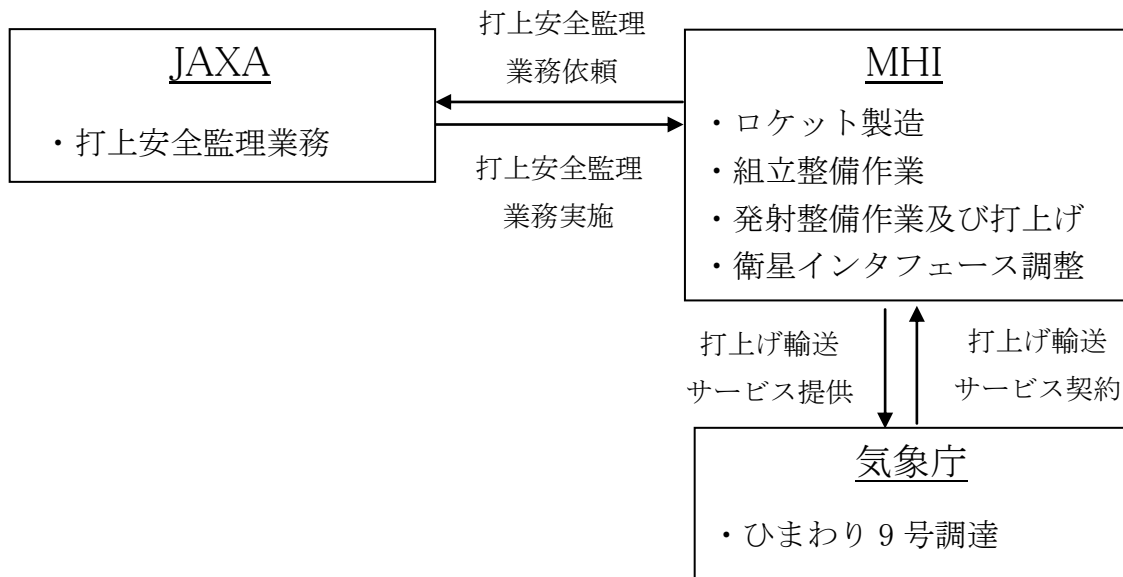 打上安全監理
業務依頼
JAXA
・打上安全監理業務
打上安全監理
業務実施
MHI
・ロケット製造
・組立整備作業
・発射整備作業及び打上げ
・衛星インタフェース調整
打上げ輸送
サービス提供
打上げ輸送
サービス契約
気象庁
・ひまわり 9 号調達